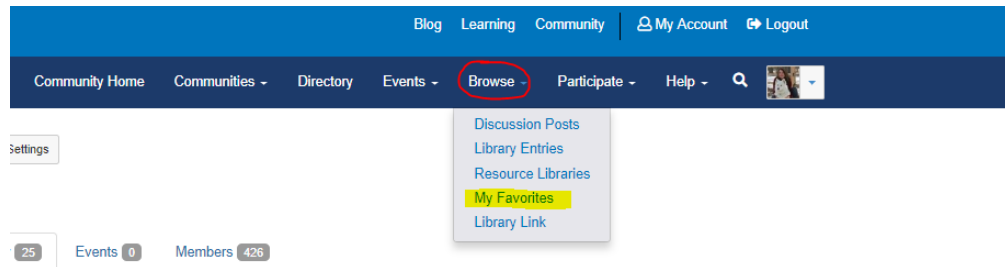 Blog Learning Community My Account Logout
Community Home Communities Directory Events Browse Participate Help
Discussion Posts
Library Entries
Settings
Resource Libraries
My Favorites
Library Link
25 Events 0 Members 426